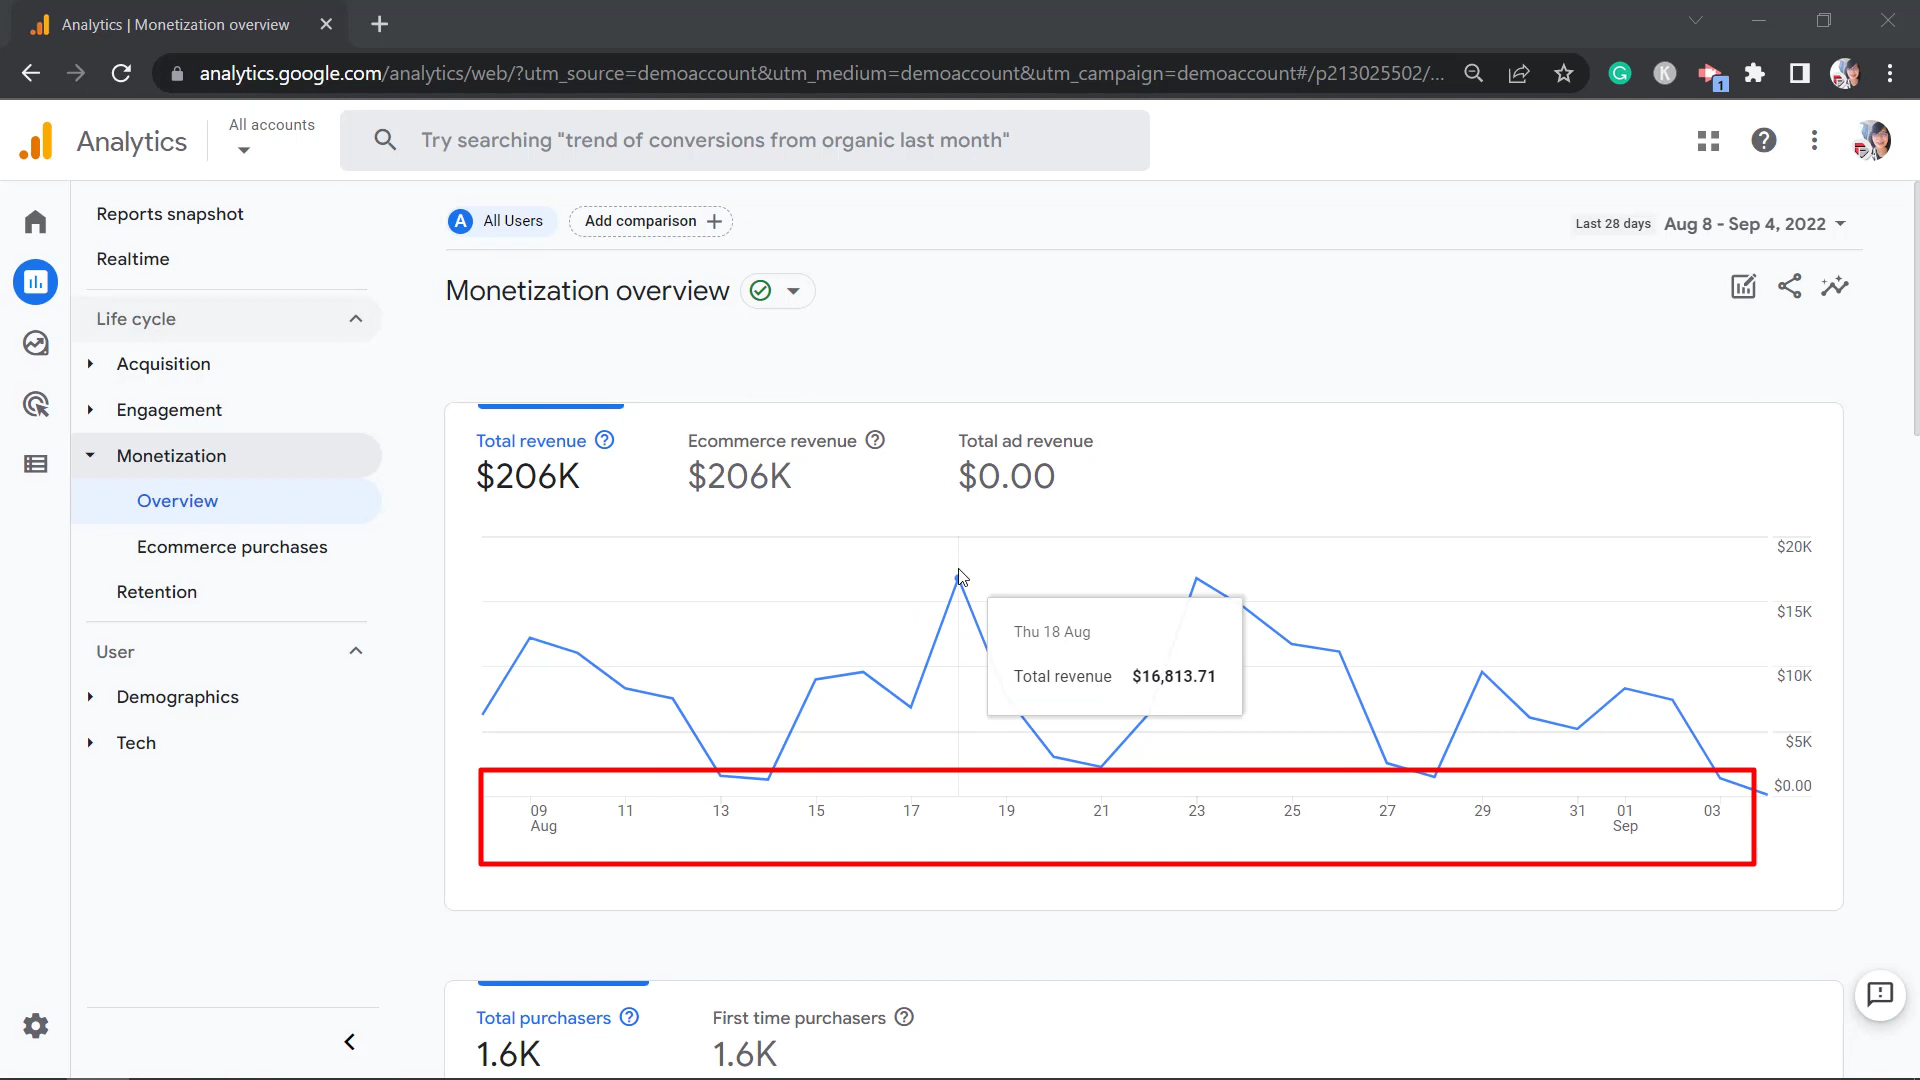 Analytics | Monetization overview
analytics.google.com/analytics/web/?utm_source=demoaccount&utm_medium=demoaccount&utm_campaign=demoaccount#/p213025502/...
G
K
1
Analytics
All accounts
Try searching "trend of conversions from organic last month"
Reports snapshot
Realtime
Life cycle
Acquisition
Engagement
Monetization
Overview
Ecommerce purchases
Retention
User
Demographics
Tech
A All Users Add comparison +
Last 28 days Aug 8 - Sep 4, 2022
Monetization overview
Total revenue Ecommerce revenue Total ad revenue
$206K $206K $0.00
$20K
$15K
$10K
$5K
$0.00
Thu 18 Aug
Total revenue $16,813.71
09 11 13 15 17 19 21 23 25 27 29 31 01 03
Aug Sep
Total purchasers First time purchasers
1.6K 1.6K